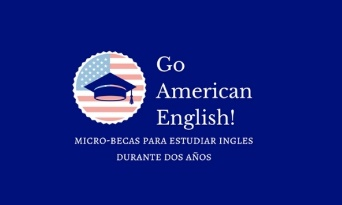 Go
American
English!
MICRO-BECAS PARA ESTUDIAR INGLES
DURANTE DOS AÑOS